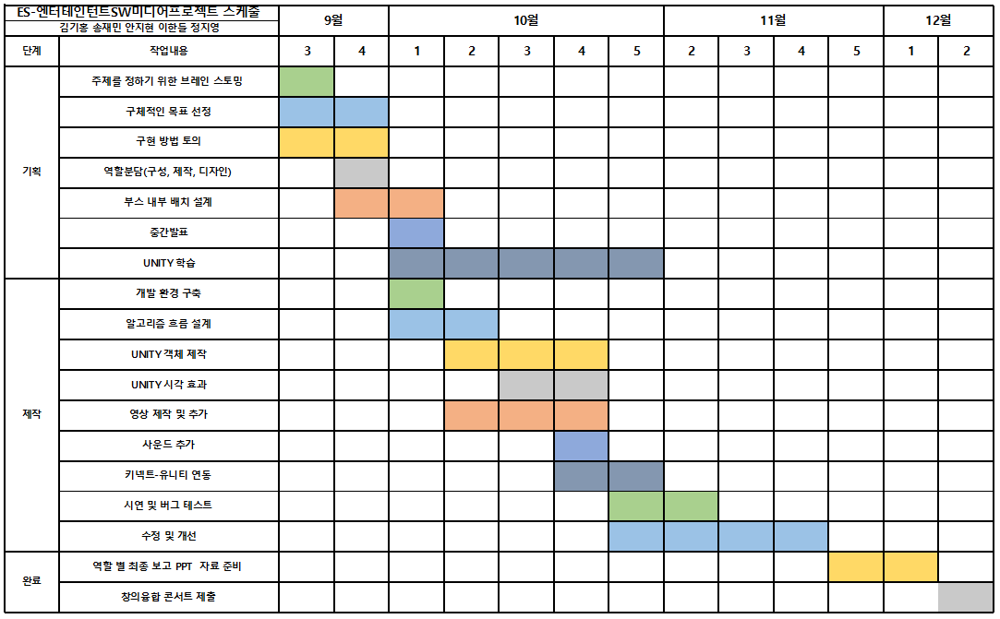 ES-엔터테인먼트SW미디어프로젝트 스케줄
김기홍 송재민 안지현 이한들 정지영
9월 10월 11월 12월
단계 작업내용 3 4 1 2 3 4 5 2 3 4 5 1 2
기획
주제를 정하기 위한 브레인 스토밍
구체적인 목표 선정
구현 방법 토의
역할분담(구성, 제작, 디자인)
부스 내부 배치 설계
중간발표
UNITY 학습
제작
개발 환경 구축
알고리즘 흐름 설계
UNITY 객체 제작
UNITY 시각 효과
영상 제작 및 추가
사운드 추가
키넥트-유니티 연동
시연 및 버그 테스트
수정 및 개선
완료
역할 별 최종 보고 PPT 자료 준비
창의융합 콘서트 제출